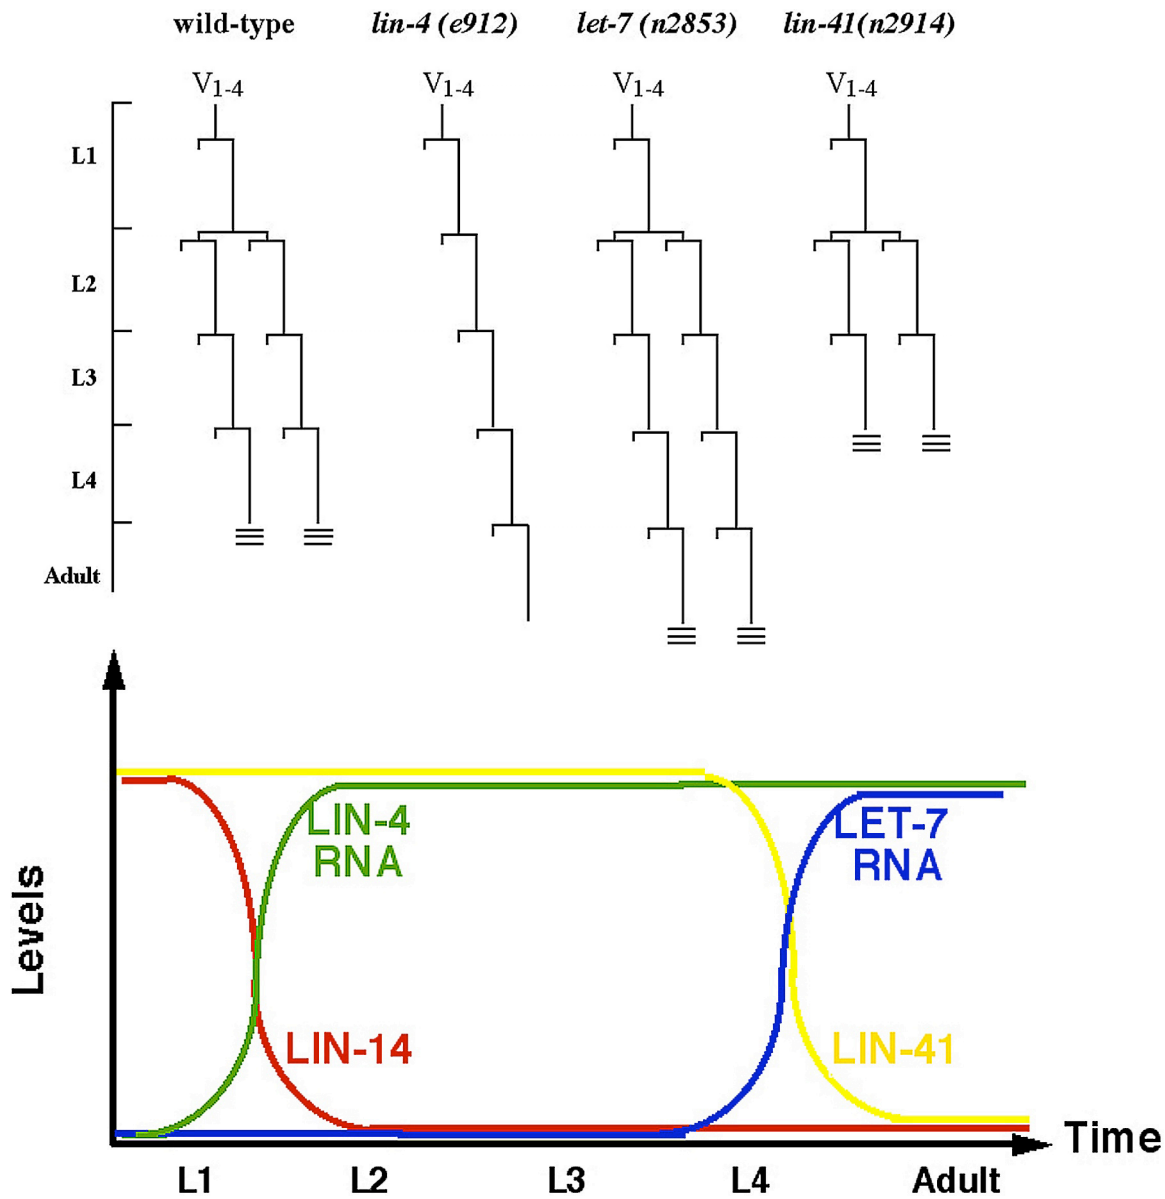 wild-type lin-4 (e912) let-7 (n2853) lin-41(n2914)
V1-4 V1-4 V1-4 V1-4
L1
L2
L3
L4
Adult
LIN-4
RNA
LET-7
RNA
Levels
LIN-14
LIN-41
Time
L1 L2 L3 L4 Adult